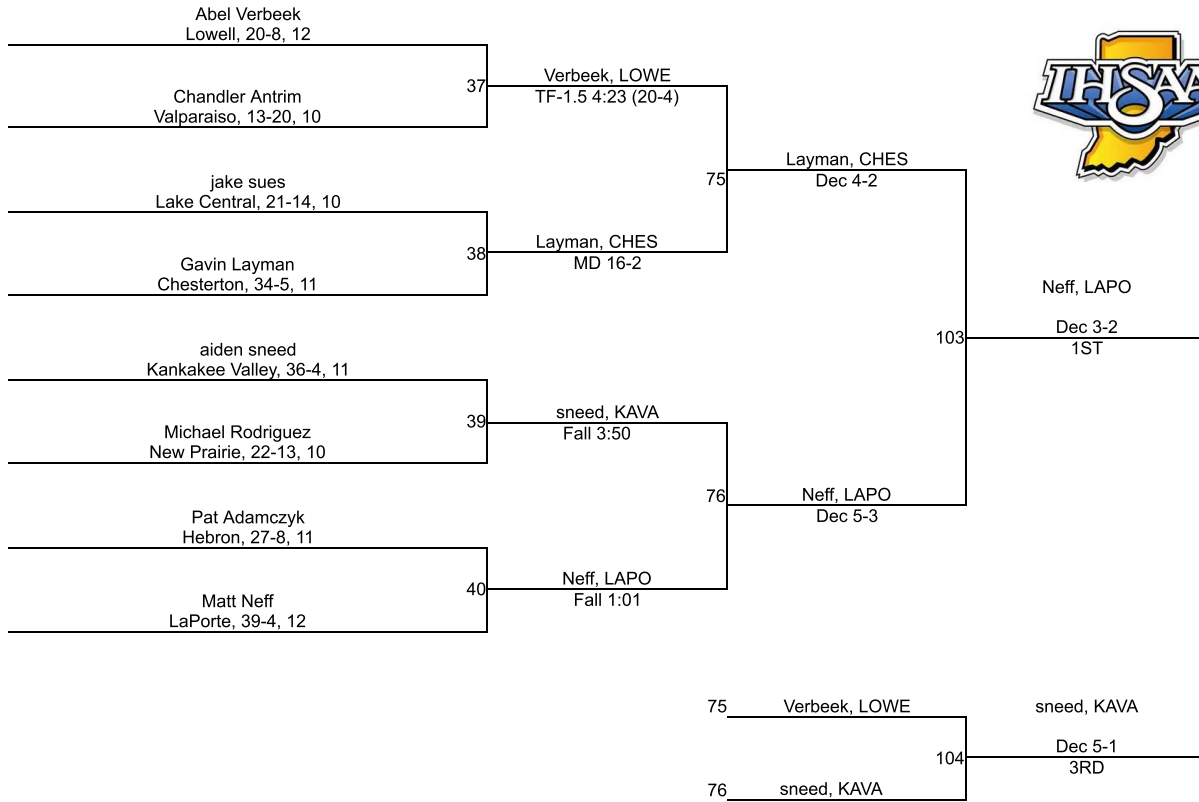 Abel Verbeek
Lowell, 20-8, 12
Chandler Antrim
Valparaiso, 13-20, 10
37
Verbeek, LOWE
TF-1.5 4:23 (20-4)
jake sues
Lake Central, 21-14, 10
Gavin Layman
Chesterton, 34-5, 11
38
Layman, CHES
MD 16-2
75
Layman, CHES
Dec 4-2
aiden sneed
Kankakee Valley, 36-4, 11
Michael Rodriguez
New Prairie, 22-13, 10
39
sneed, KAVA
Fall 3:50
Pat Adamczyk
Hebron, 27-8, 11
Matt Neff
LaPorte, 39-4, 12
40
Neff, LAPO
Fall 1:01
76
Neff, LAPO
Dec 5-3
103
Neff, LAPO
Dec 3-2
1ST
IHSAA
75
Verbeek, LOWE
76
sneed, KAVA
104
sneed, KAVA
Dec 5-1
3RD